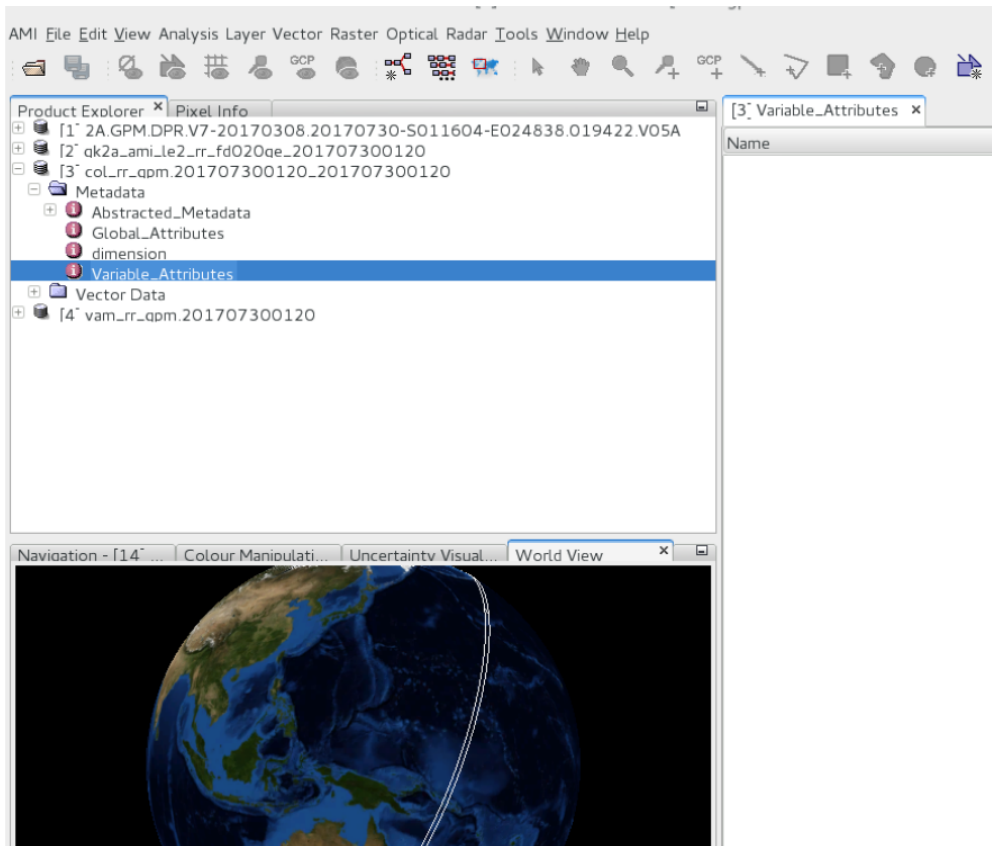 AMI File Edit View Analysis Layer Vector Raster Optical Radar Tools Window Help
GCP GCP
Product Explorer Pixel Info
[1] 2A.GPM.DPR.V7-20170308.20170730-S011604-E024838.019422.V05A
[2] gk2a_ami_le2_rr_fd020ge_201707300120
[3] col_rr_gpm.201707300120_201707300120
Metadata
Abstracted_Metadata
Global_Attributes
dimension
Variable_Attributes
Vector Data
[4] vam_rr_gpm.201707300120
[3] Variable_Attributes
Name
Navigation - [14] ... Colour Manipulati... Uncertainty Visual... World View